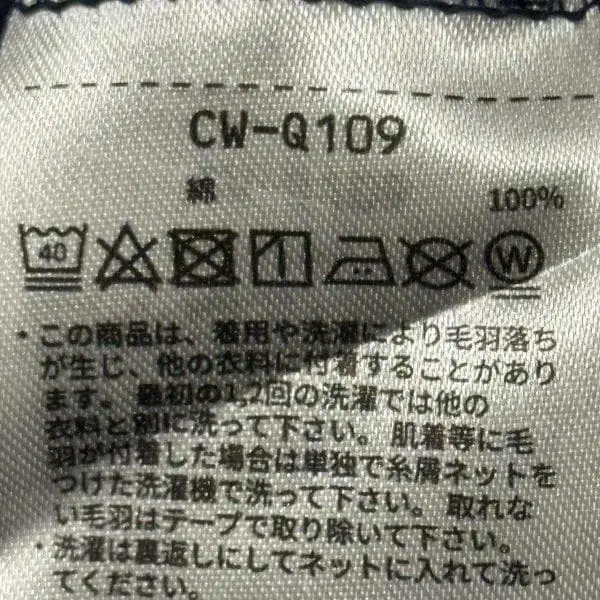 CW-Q109
綿 100%
40 W
・この商品は、着用や洗濯により毛羽落ち
が生じ、他の衣料に付着することがあり
ます。最初の1,2回の洗濯では他の
衣料と別に洗って下さい。肌着等に毛
羽が付着した場合は単独で糸屑ネットを
つけた洗濯機で洗って下さい。取れな
い毛羽はテープで取り除いて下さい。
・洗濯は裏返しにしてネットに入れて洗っ
てください。